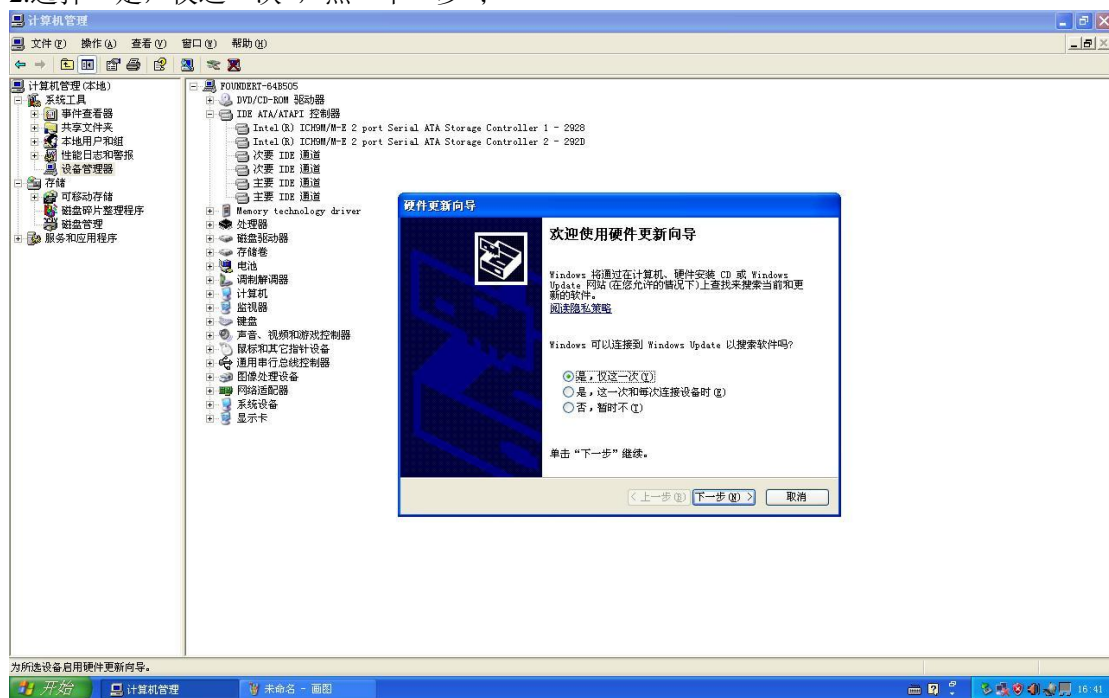 2.选择“是，仅这一次”，点“下一步”，
计算机管理
文件(F) 操作(A) 查看(V) 窗口(W) 帮助(H)
计算机管理(本地)
系统工具
事件查看器
共享文件夹
本地用户和组
性能日志和警报
设备管理器
存储
可移动存储
磁盘碎片整理程序
磁盘管理
服务和应用程序
FOUNDERT-64B505
DVD/CD-ROM 驱动器
IDE ATA/ATAPI 控制器
Intel(R) ICH9M/M-E 2 port Serial ATA Storage Controller 1 - 2928
Intel(R) ICH9M/M-E 2 port Serial ATA Storage Controller 2 - 292D
次要 IDE 通道
次要 IDE 通道
主要 IDE 通道
主要 IDE 通道
Memory technology driver
处理器
磁盘驱动器
存储卷
电池
调制解调器
计算机
监视器
键盘
声音、视频和游戏控制器
鼠标和其它指针设备
通用串行总线控制器
图像处理设备
网络适配器
系统设备
显示卡
硬件更新向导
欢迎使用硬件更新向导
Windows 将通过在计算机、硬件安装 CD 或 Windows
Update 网站(在您允许的情况下)上查找来搜索当前和更
新的软件。
阅读隐私策略
Windows 可以连接到 Windows Update 以搜索软件吗?
是，仅这一次(Y)
是，这一次和每次连接设备时(E)
否，暂时不(T)
单击“下一步”继续。
< 上一步(B) 下一步(N) > 取消
为所选设备启用硬件更新向导。
开始 计算机管理 未命名 - 画图 16:41